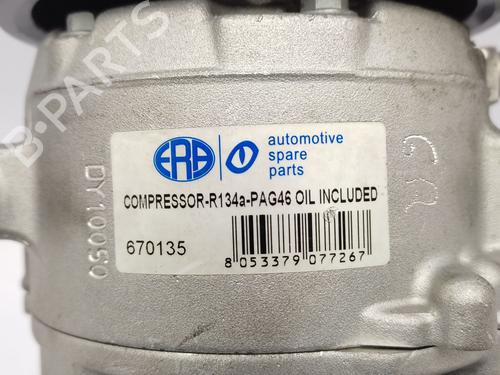 B-PARTS
ERA
automotive
spare
parts
COMPRESSOR-R134a-PAG46 OIL INCLUDED
670135
8 053379 077267
DY10050